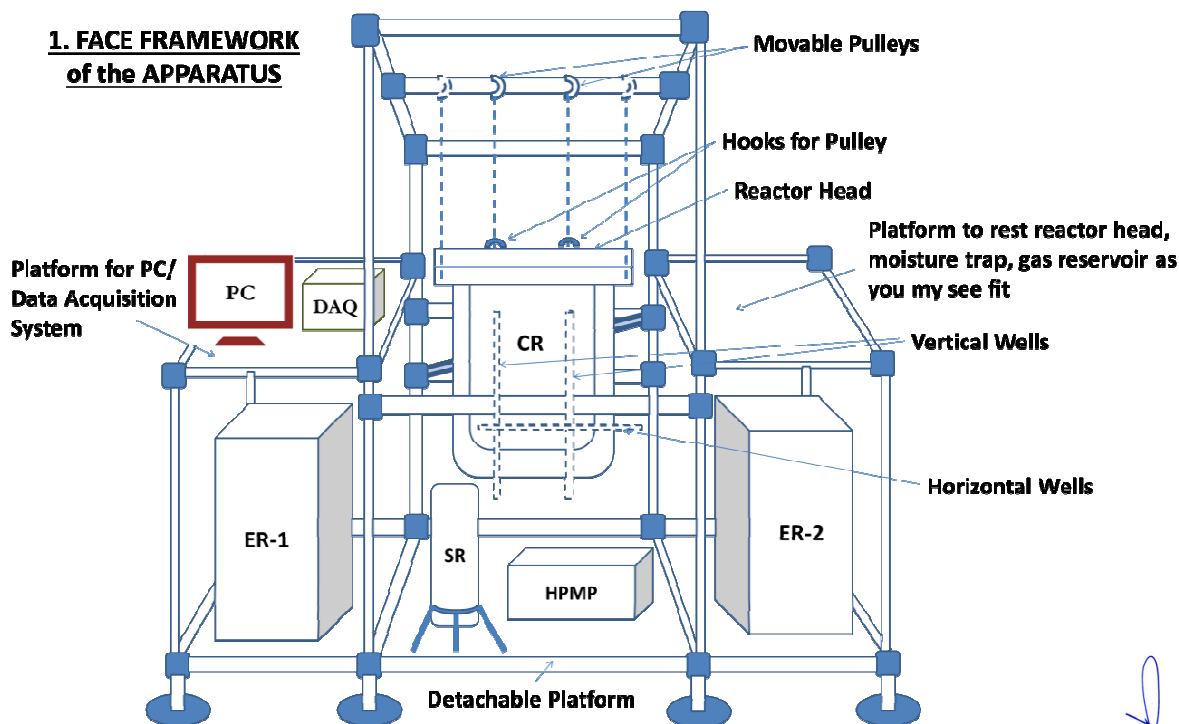 1. FACE FRAMEWORK
of the APPARATUS
Movable Pulleys
Hooks for Pulley
Reactor Head
Platform to rest reactor head,
moisture trap, gas reservoir as
you my see fit
Platform for PC/
Data Acquisition
System
PC
DAQ
CR
Vertical Wells
Horizontal Wells
ER-1
SR
HPMP
ER-2
Detachable Platform